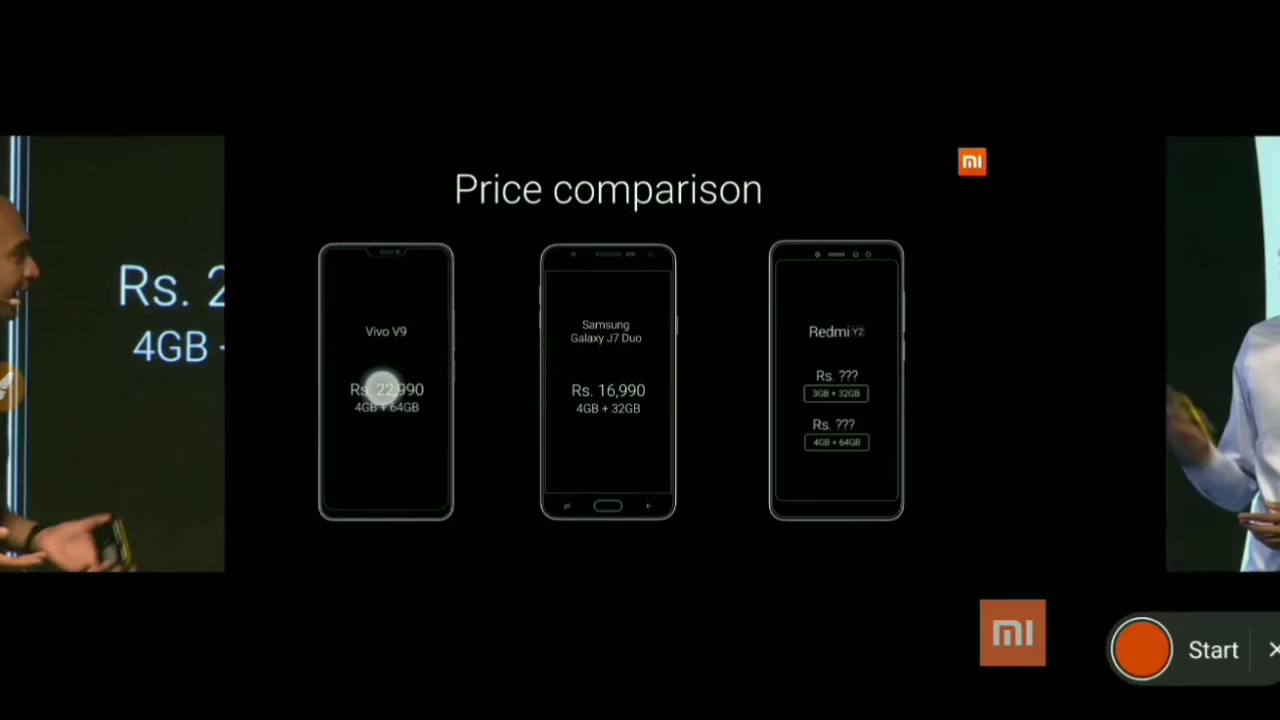 Price comparison
mi
Rs. 2
4GB
Vivo V9
Rs. 22,990
4GB + 64GB
Samsung
Galaxy J7 Duo
Rs. 16,990
4GB + 32GB
Redmi Y2
Rs. ???
3GB + 32GB
Rs. ???
4GB + 64GB
mi
Start